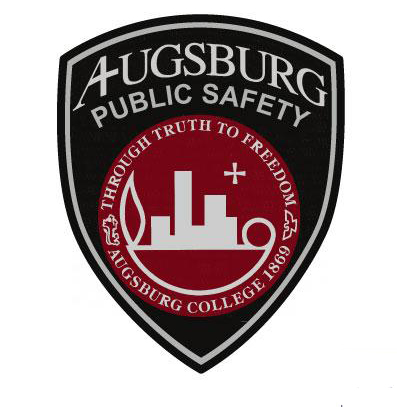 AUGSBURG
PUBLIC SAFETY
THROUGH TRUTH TO FREEDOM
AUGSBURG COLLEGE 1869